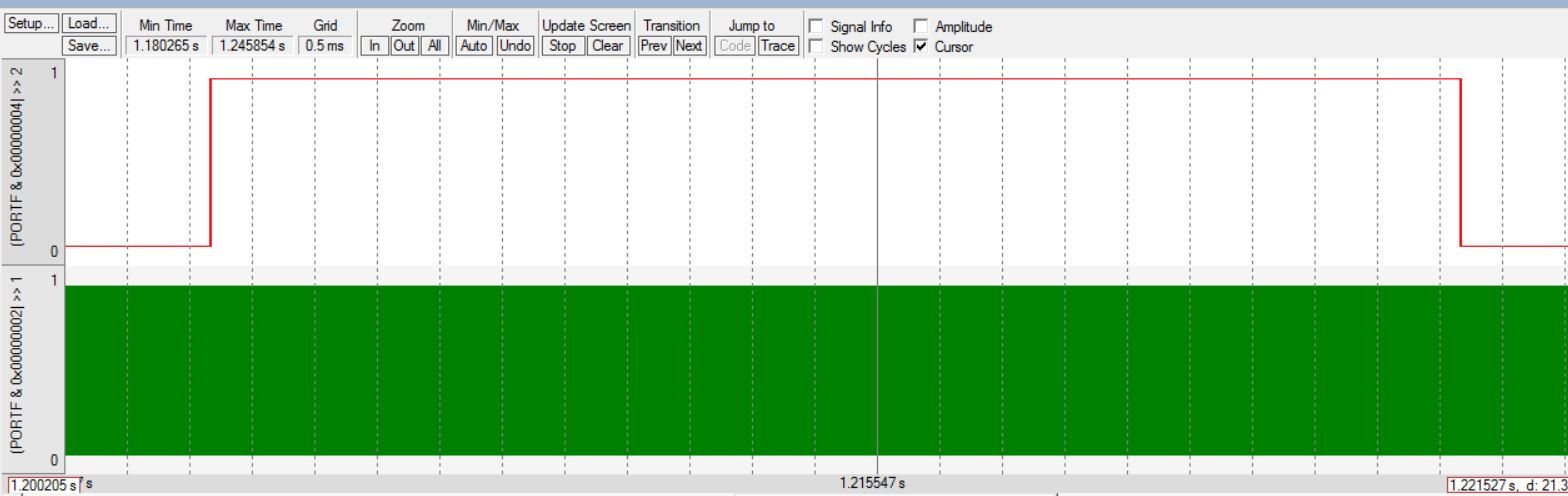 Setup... Load... Min Time Max Time Grid Zoom Min/Max Update Screen Transition Jump to Signal Info Amplitude
Save... 1.180265 s 1.245854 s 0.5 ms In Out All Auto Undo Stop Clear Prev Next Code Trace Show Cycles Cursor
1
(PORTF & 0x00000004) >> 2
0
1
(PORTF & 0x00000002) >> 1
0
1.200205 s s 1.215547 s 1.221527 s, d: 21.3